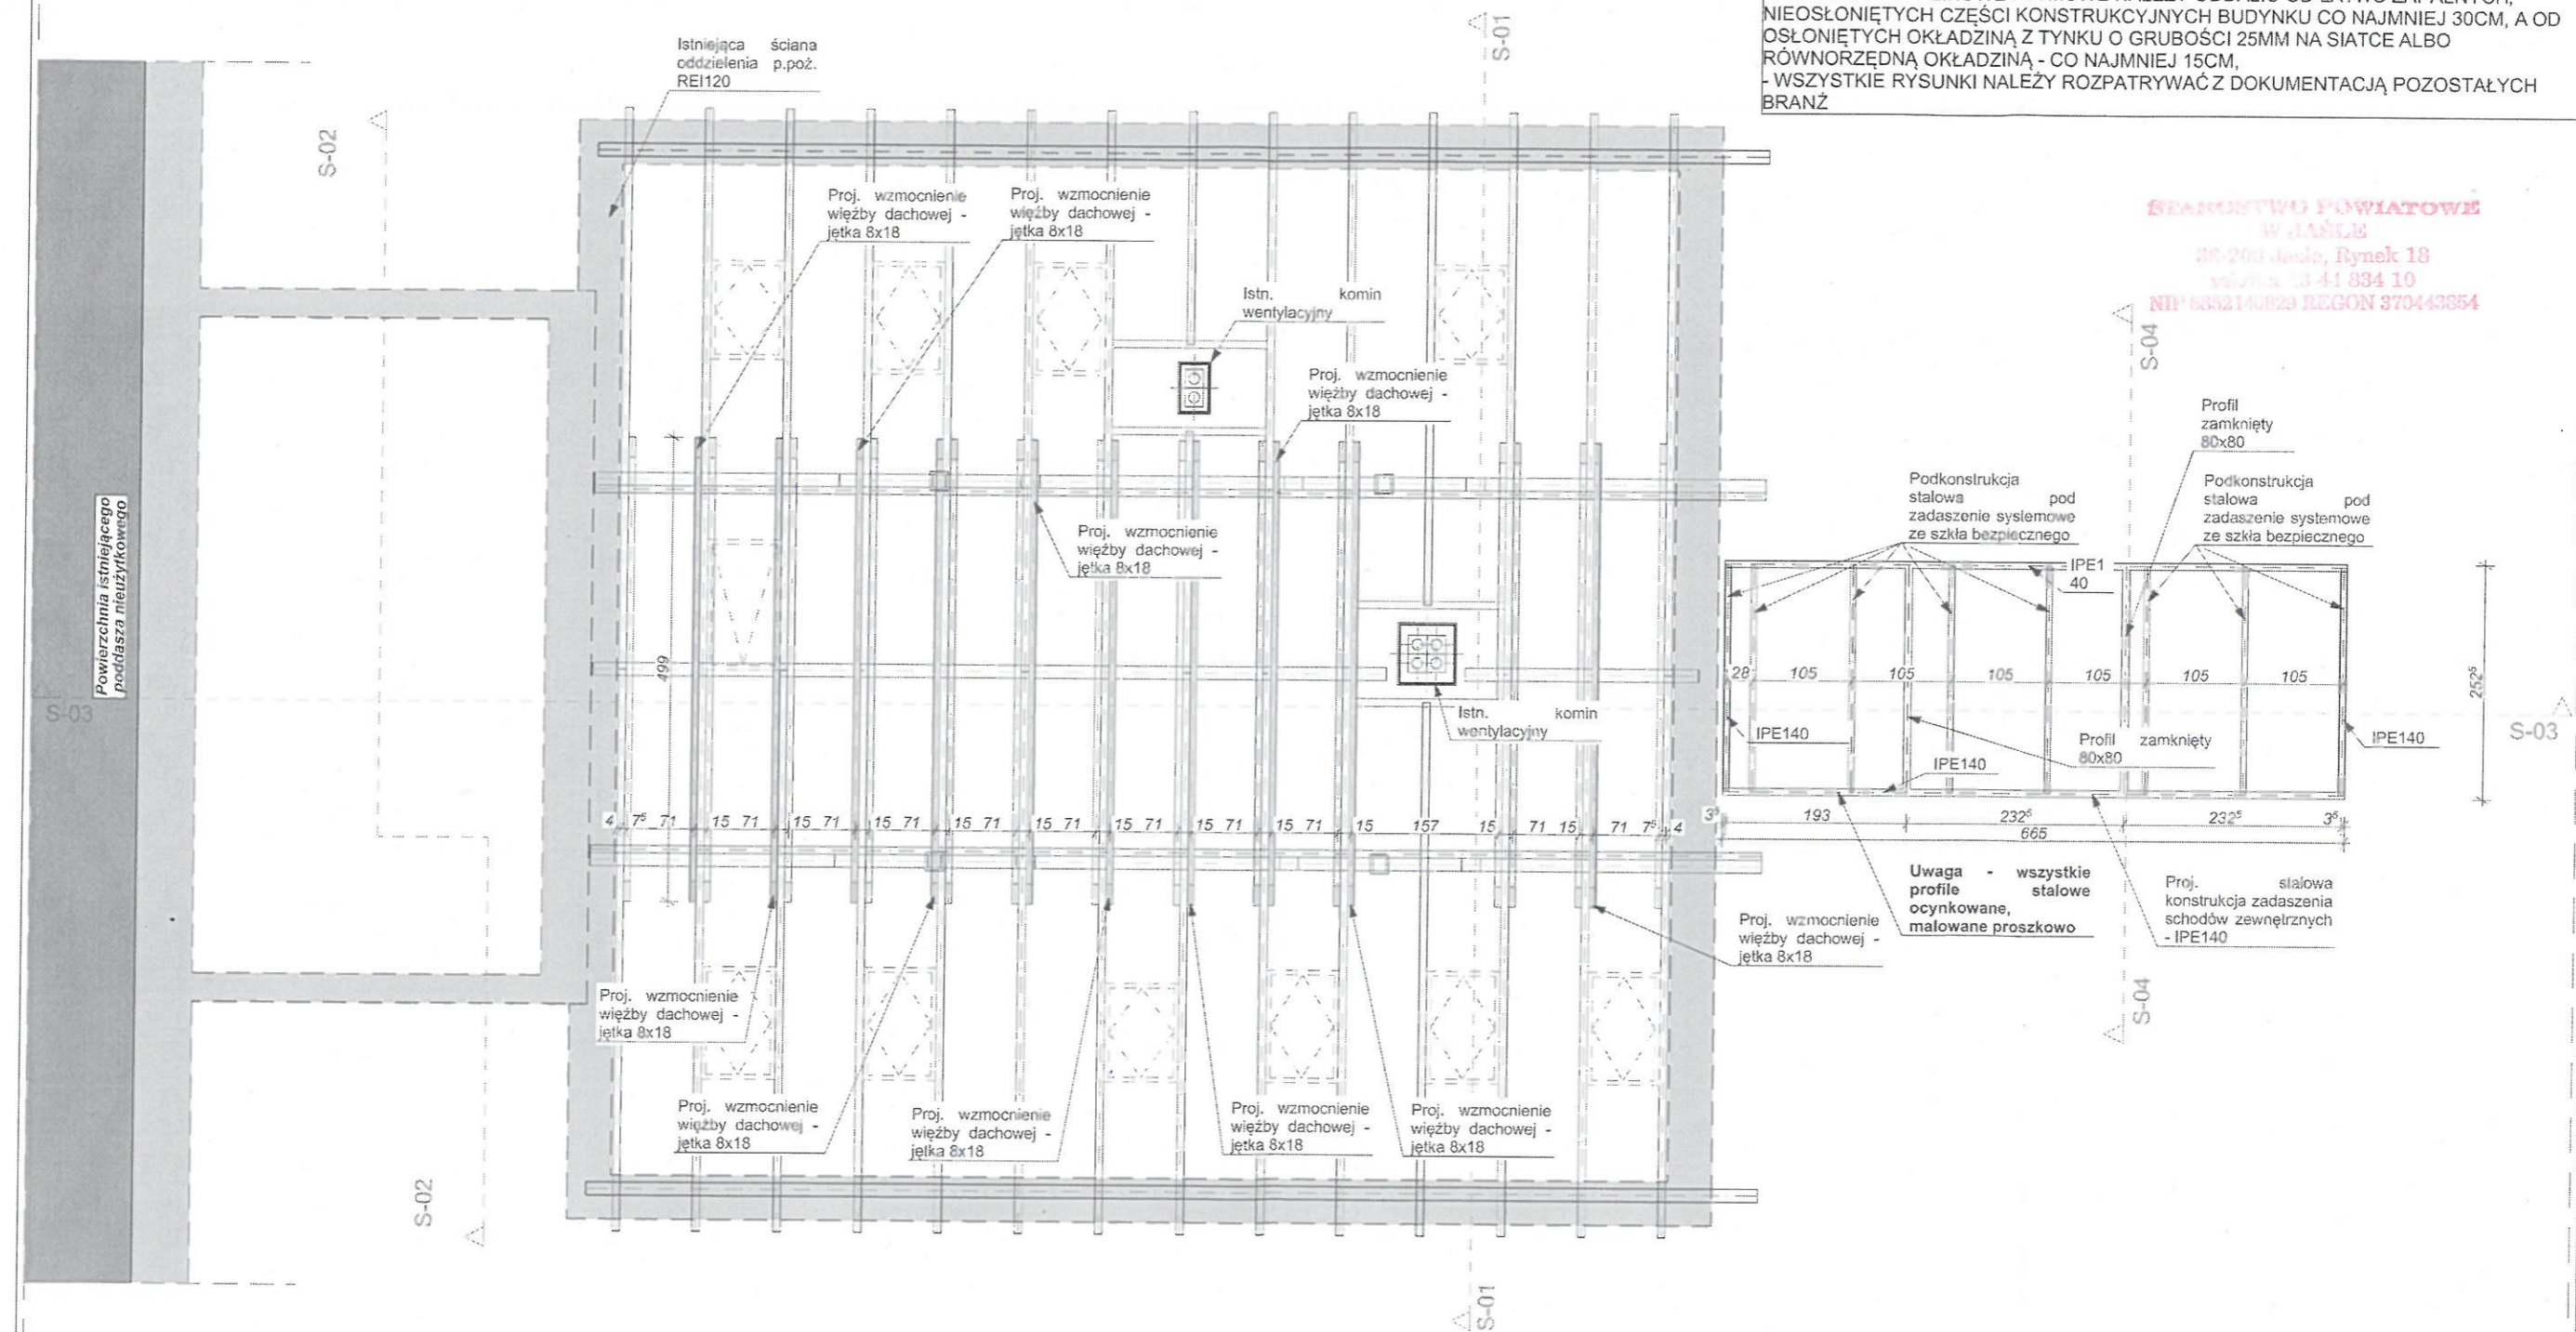 NIEOSŁONIĘTYCH CZĘŚCI KONSTRUKCYJNYCH BUDYNKU CO NAJMNIEJ 30CM, A OD
OSŁONIĘTYCH OKŁADZINĄ Z TYNKU O GRUBOŚCI 25MM NA SIATCE ALBO
RÓWNORZĘDNĄ OKŁADZINĄ - CO NAJMNIEJ 15CM,
- WSZYSTKIE RYSUNKI NALEŻY ROZPATRYWAĆ Z DOKUMENTACJĄ POZOSTAŁYCH
BRANŻ
S-01
Istniejąca ściana
oddzielenia p.poż.
REI120
S-02
STAROSTWO POWIATOWE
W JAŚLE
Jasło, Rynek 18
41 834 10
NIP REGON 370443854
Proj. wzmocnienie
więźby dachowej -
jętka 8x18
Proj. wzmocnienie
więźby dachowej -
jętka 8x18
Istn. komin
wentylacyjny
Proj. wzmocnienie
więźby dachowej -
jętka 8x18
S-04
Profil
zamknięty
80x80
Podkonstrukcja
stalowa pod
zadaszenie systemowe
ze szkła bezpiecznego
Podkonstrukcja
stalowa pod
zadaszenie systemowe
ze szkła bezpiecznego
Powierzchnia istniejącego
poddasza nieużytkowego
Proj. wzmocnienie
więźby dachowej -
jętka 8x18
IPE1
40
499
28 105 105 105 105 105 105
252⁵
S-03
Istn. komin
wentylacyjny
IPE140
Profil zamknięty
80x80
IPE140
IPE140
S-03
4 7⁵ 71 15 71 15 71 15 71 15 71 15 71 15 71 15 71 15 71 15 157 15 71 15 71 7⁵ 4
3⁵ 193 232⁵ 232⁵ 3⁵
665
Uwaga - wszystkie
profile stalowe
ocynkowane,
malowane proszkowo
Proj. stalowa
konstrukcja zadaszenia
schodów zewnętrznych
- IPE140
Proj. wzmocnienie
więźby dachowej -
jętka 8x18
Proj. wzmocnienie
więźby dachowej -
jętka 8x18
S-04
Proj. wzmocnienie
więźby dachowej -
jętka 8x18
Proj. wzmocnienie
więźby dachowej -
jętka 8x18
Proj. wzmocnienie
więźby dachowej -
jętka 8x18
Proj. wzmocnienie
więźby dachowej -
jętka 8x18
S-02
S-01